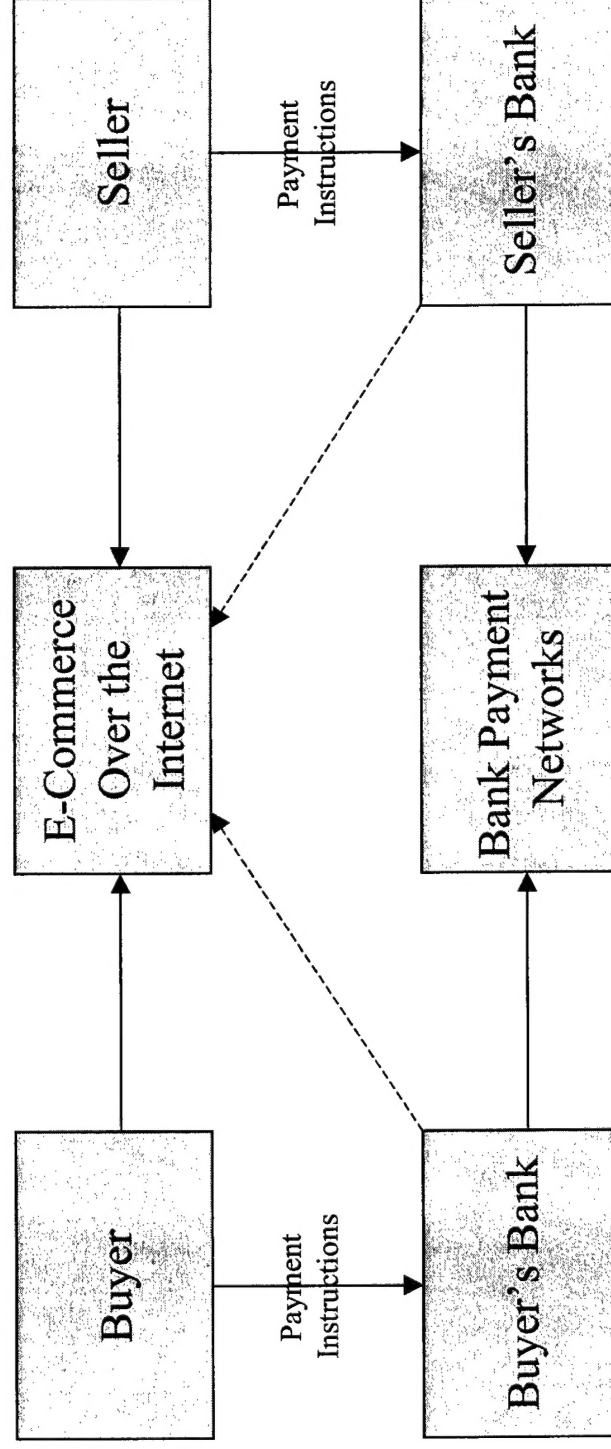 Buyer
E-Commerce
Over the
Internet
Seller
Payment
Instructions
Payment
Instructions
Buyer's Bank
Bank Payment
Networks
Seller's Bank